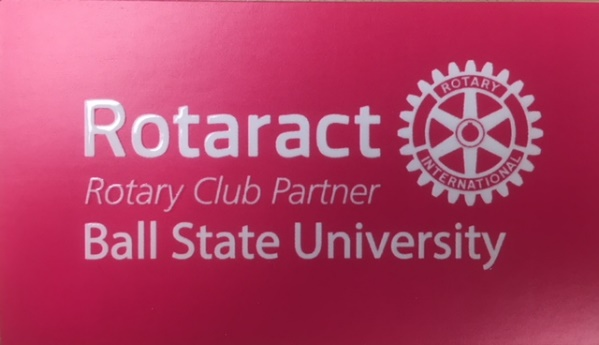 Rotaract
Rotary Club Partner
Ball State University
ROTARY
INTERNATIONAL